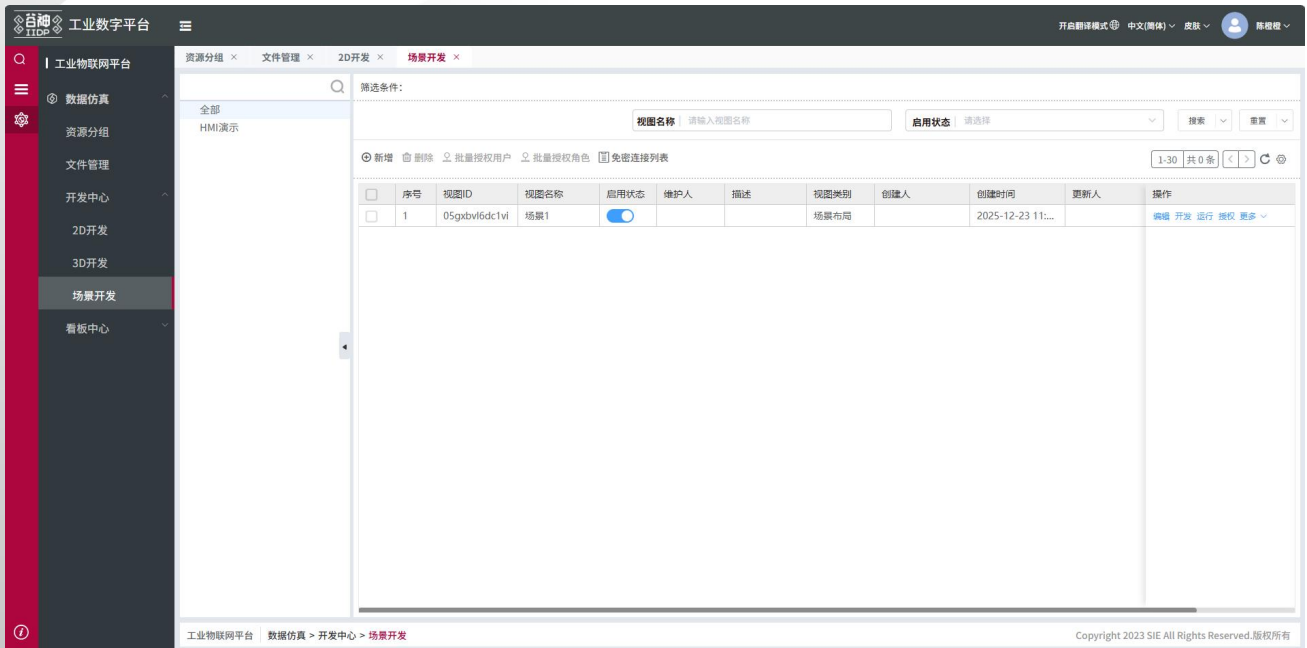 谷神 IIDP 工业数字平台 开启翻译模式 中文(简体) 皮肤 陈橙橙
工业物联网平台
数据仿真
资源分组
文件管理
开发中心
2D开发
3D开发
场景开发
看板中心
资源分组 × 文件管理 × 2D开发 × 场景开发 ×
全部
HMI演示
筛选条件:
视图名称 请输入视图名称 启用状态 请选择 搜索 重置
新增 删除 批量授权用户 批量授权角色 免密连接列表 1-30 共0条
序号 视图ID 视图名称 启用状态 维护人 描述 视图类别 创建人 创建时间 更新人 操作
1 05gxbvl6dc1vi 场景1 场景布局 2025-12-23 11:... 编辑 开发 运行 授权 更多
工业物联网平台 数据仿真 > 开发中心 > 场景开发 Copyright 2023 SIE All Rights Reserved.版权所有